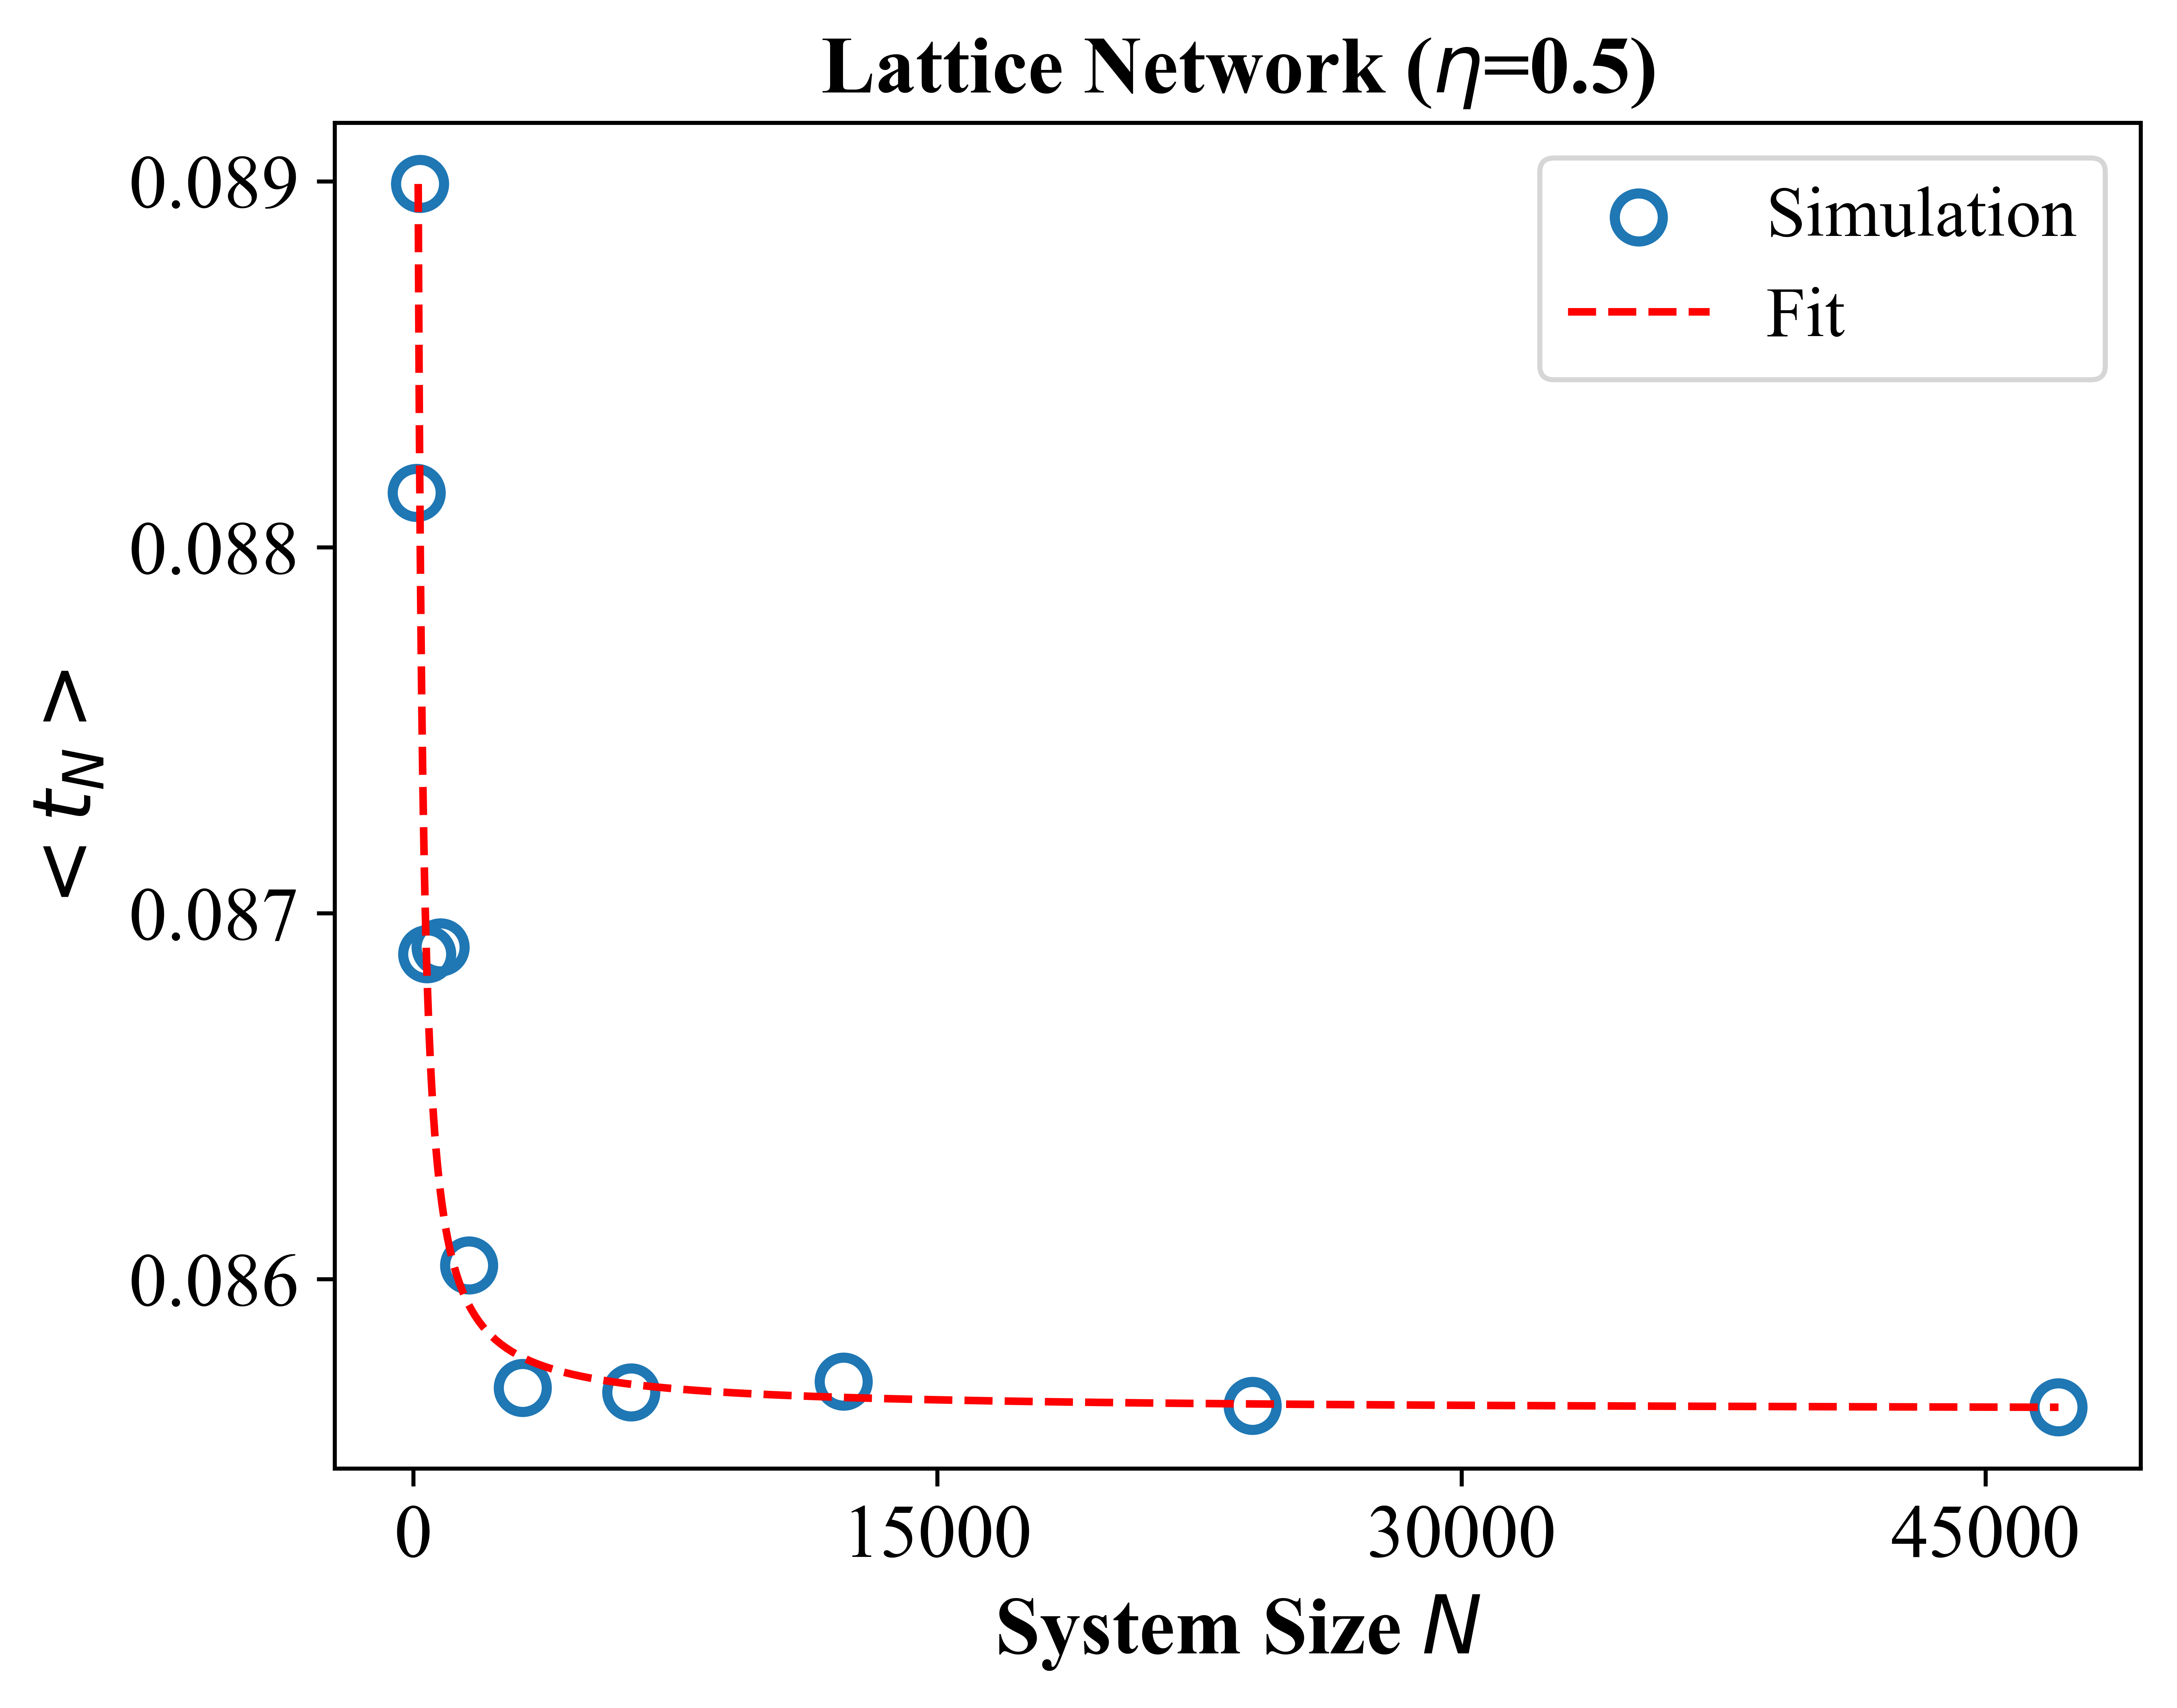 Lattice Network (η=0.5)
Simulation
Fit
0.089
0.088
0.087
0.086
< t_N >
0
15000
30000
45000
System Size N